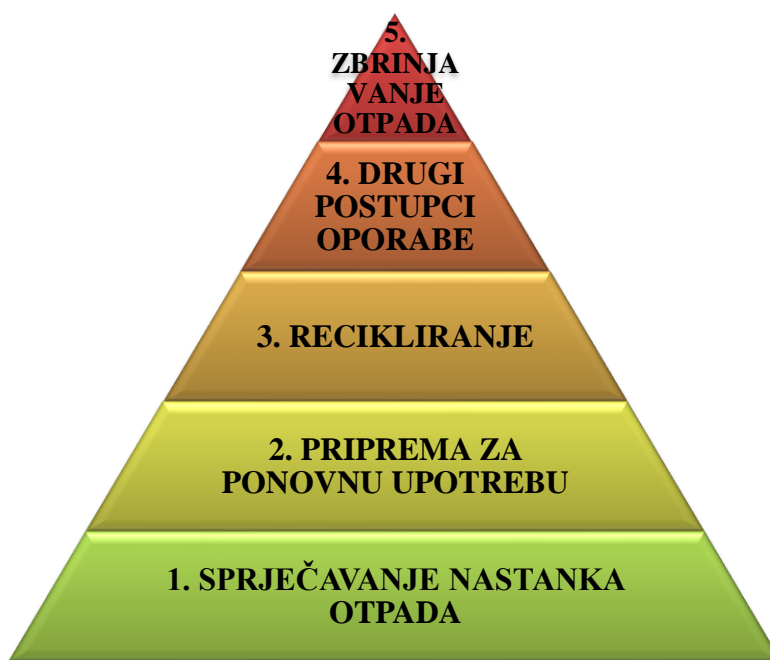 5.
ZBRINJA
VANJE
OTPADA
4. DRUGI
POSTUPCI
OPORABE
3. RECIKLIRANJE
2. PRIPREMA ZA
PONOVNU UPOTREBU
1. SPRJEČAVANJE NASTANKA
OTPADA